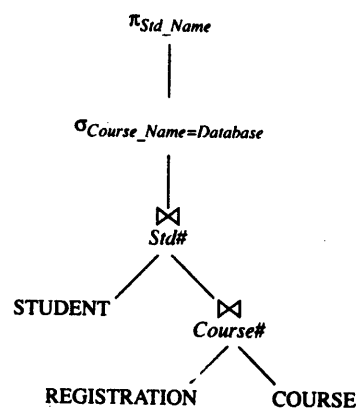 πStd_Name
σCourse_Name=Database
⋈
Std#
STUDENT
⋈
Course#
REGISTRATION
COURSE